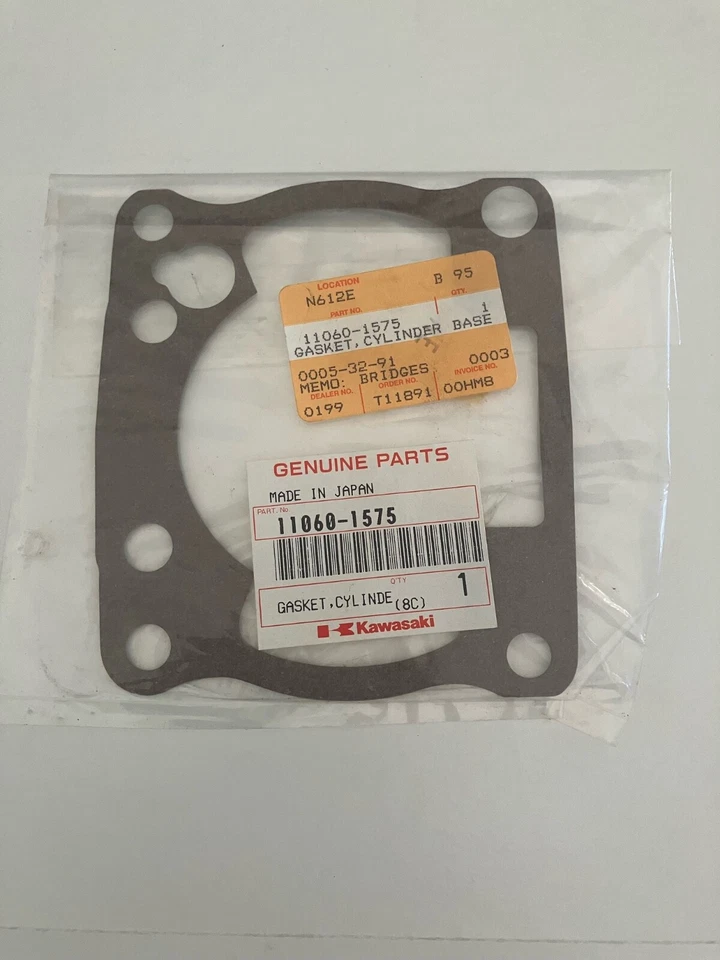 LOCATION
N612E B 95
PART NO. QTY.
11060-1575 1
GASKET,CYLINDER BASE
0005-32-91 0003
MEMO: BRIDGES
DEALER NO. ORDER NO. INVOICE NO.
0199 T11891 00HM8
GENUINE PARTS
MADE IN JAPAN
PART. No
11060-1575
Q'TY
GASKET,CYLINDE(8C) 1
Kawasaki